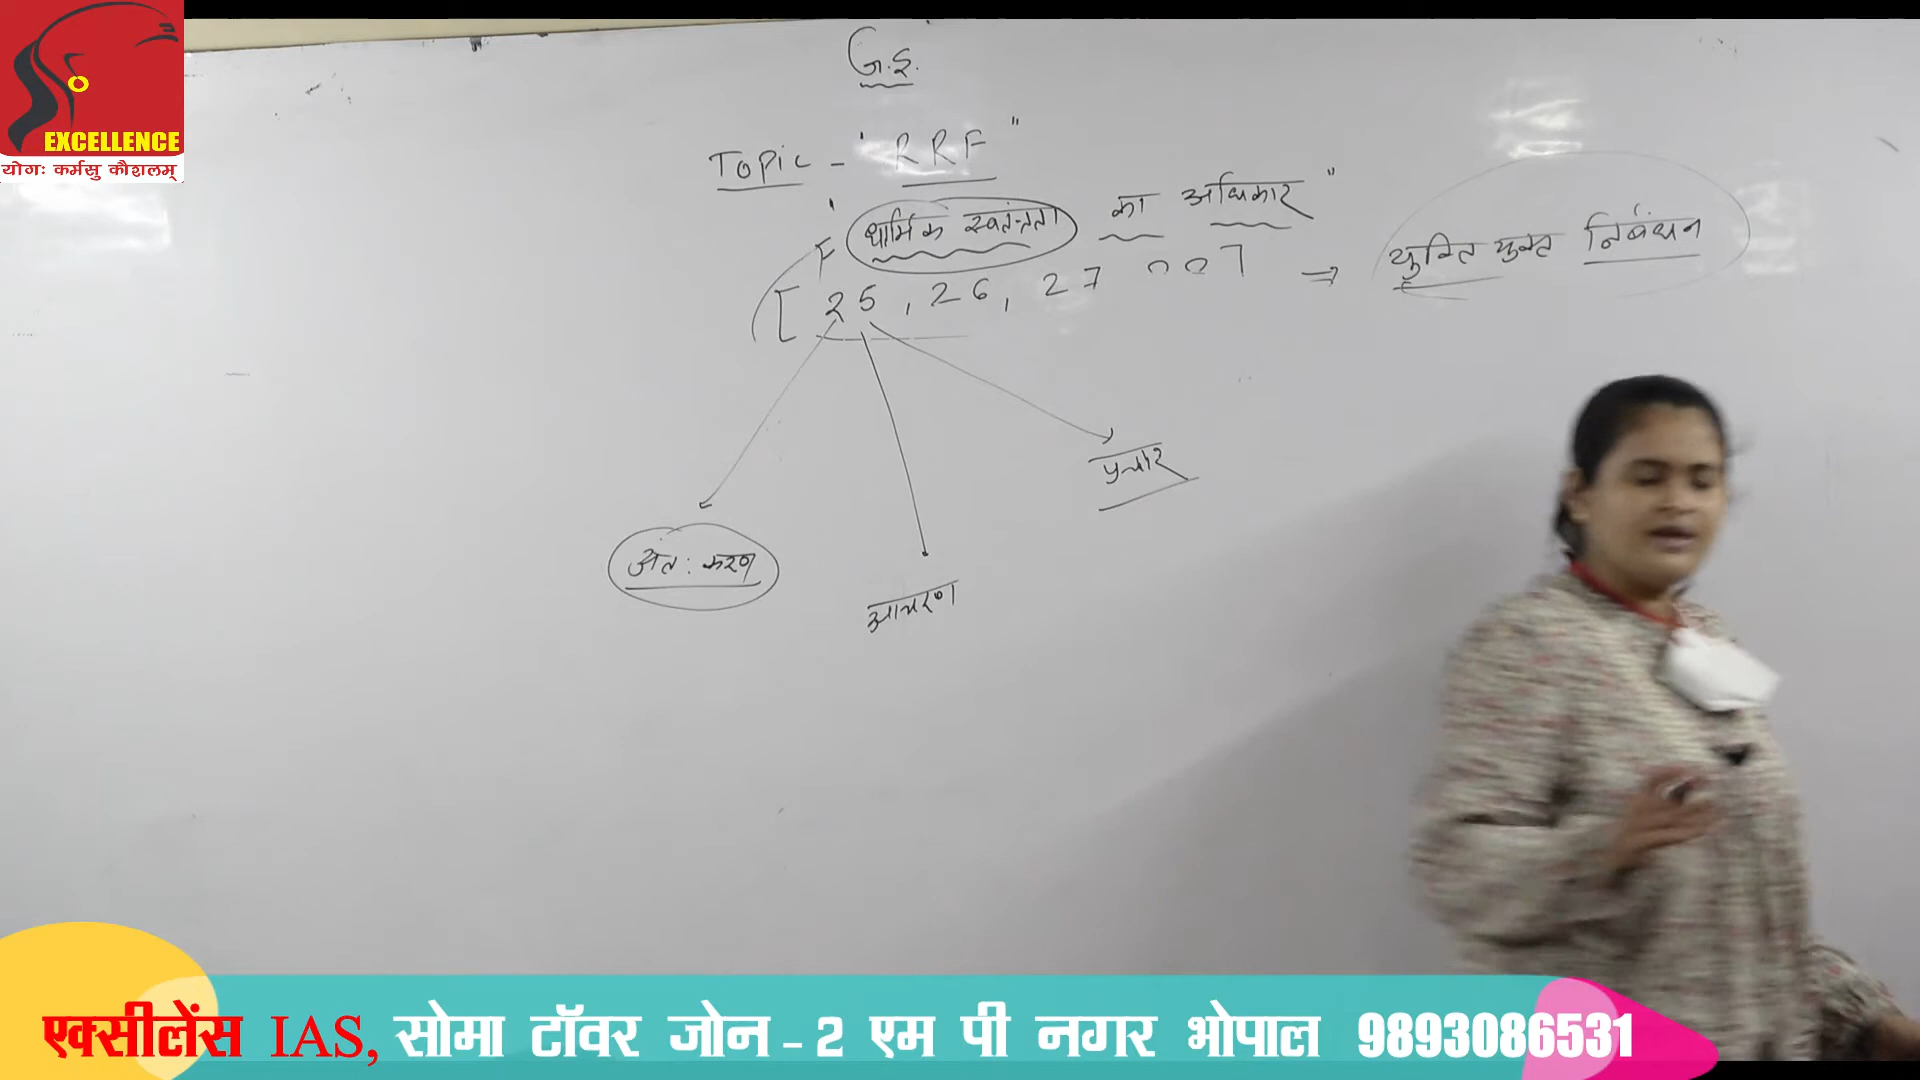 EXCELLENCE
योगः कर्मसु कौशलम्
G.S.
Topic - "RRF"
"धार्मिक स्वतंत्रता का अधिकार"
[25, 26, 27 ] ⇒ युक्ति युक्त निर्बंधन
प्रचार
अंतः करण
आचरण
एक्सीलेंस IAS, सोमा टॉवर जोन - 2 एम पी नगर भोपाल 9893086531